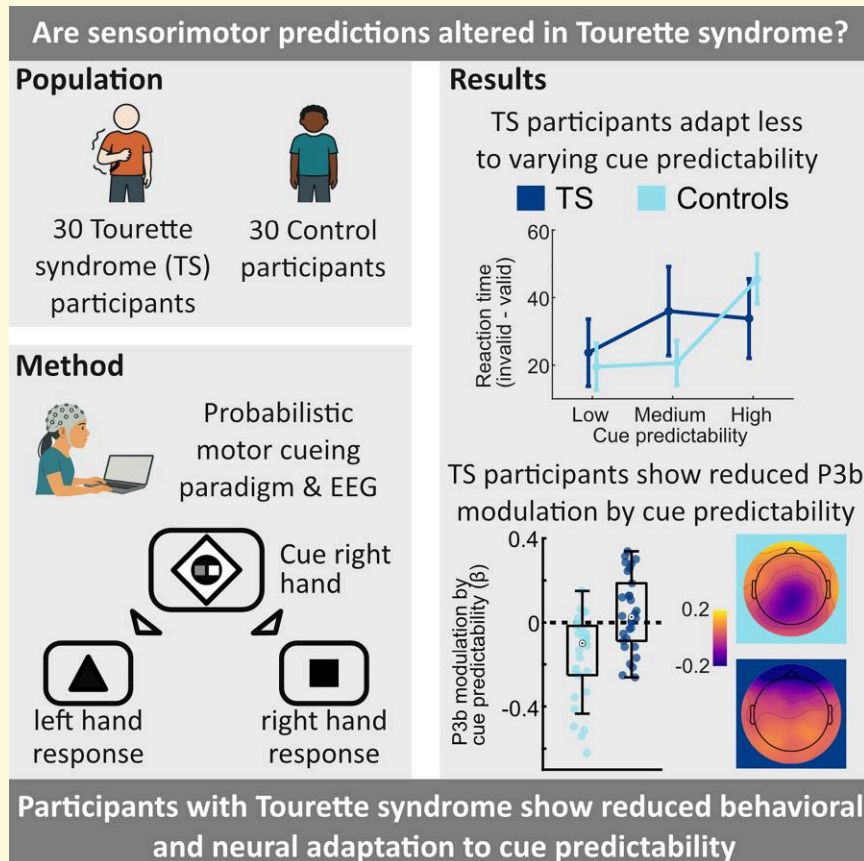 Are sensorimotor predictions altered in Tourette syndrome?
Population
30 Tourette
syndrome (TS)
participants
30 Control
participants
Method
Probabilistic
motor cueing
paradigm & EEG
Cue right
hand
left hand
response
right hand
response
Results
TS participants adapt less
to varying cue predictability
TS Controls
Reaction time
(invalid - valid)
60
40
20
Low Medium High
Cue predictability
TS participants show reduced P3b
modulation by cue predictability
P3b modulation by
cue predictability (β)
0.4
0
-0.4
0.2
-0.2
Participants with Tourette syndrome show reduced behavioral
and neural adaptation to cue predictability